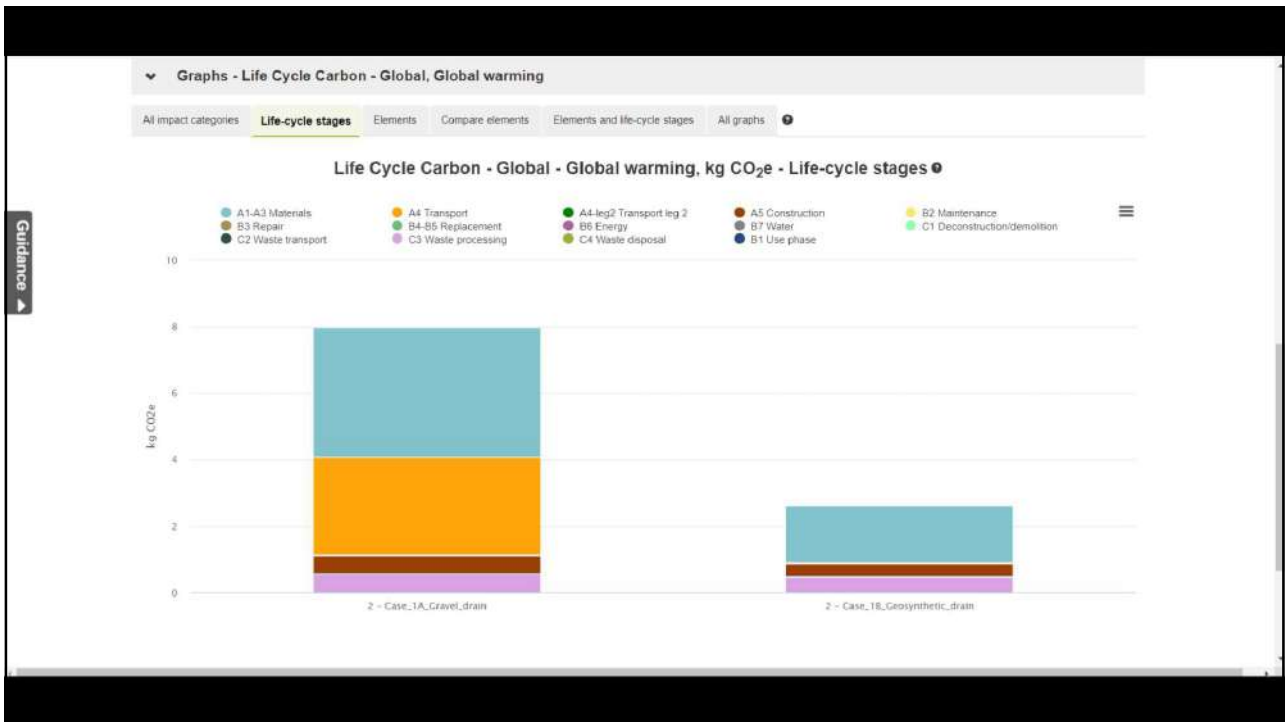 Graphs - Life Cycle Carbon - Global, Global warming
All impact categories Life-cycle stages Elements Compare elements Elements and life-cycle stages All graphs ?
Life Cycle Carbon - Global - Global warming, kg CO₂e - Life-cycle stages ?
A1-A3 Materials A4 Transport A4-leg2 Transport leg 2 A5 Construction B2 Maintenance
B3 Repair B4-B5 Replacement B6 Energy B7 Water C1 Deconstruction/demolition
C2 Waste transport C3 Waste processing C4 Waste disposal B1 Use phase
Guidance
10
8
6
4
2
0
kg CO2e
2 - Case_1A_Gravel_drain 2 - Case_1B_Geosynthetic_drain